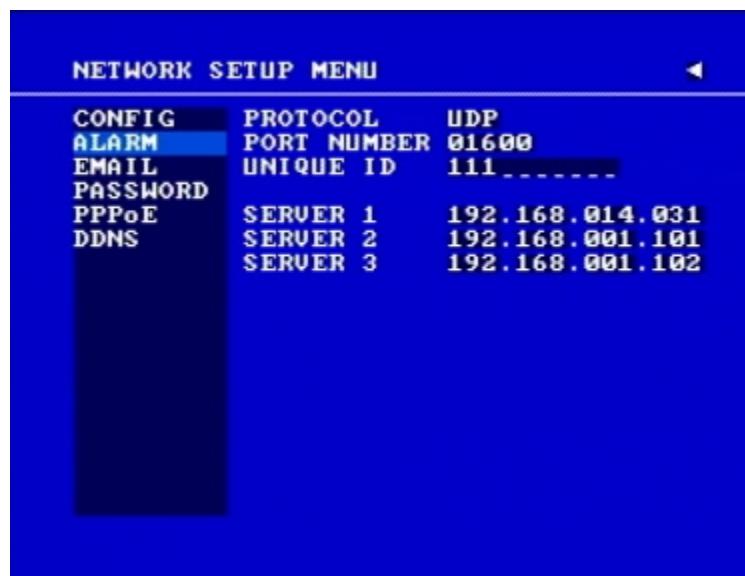 NETWORK SETUP MENU
CONFIG PROTOCOL UDP
ALARM PORT NUMBER 01600
EMAIL UNIQUE ID 111_______
PASSWORD
PPPoE SERVER 1 192.168.014.031
DDNS SERVER 2 192.168.001.101
SERVER 3 192.168.001.102